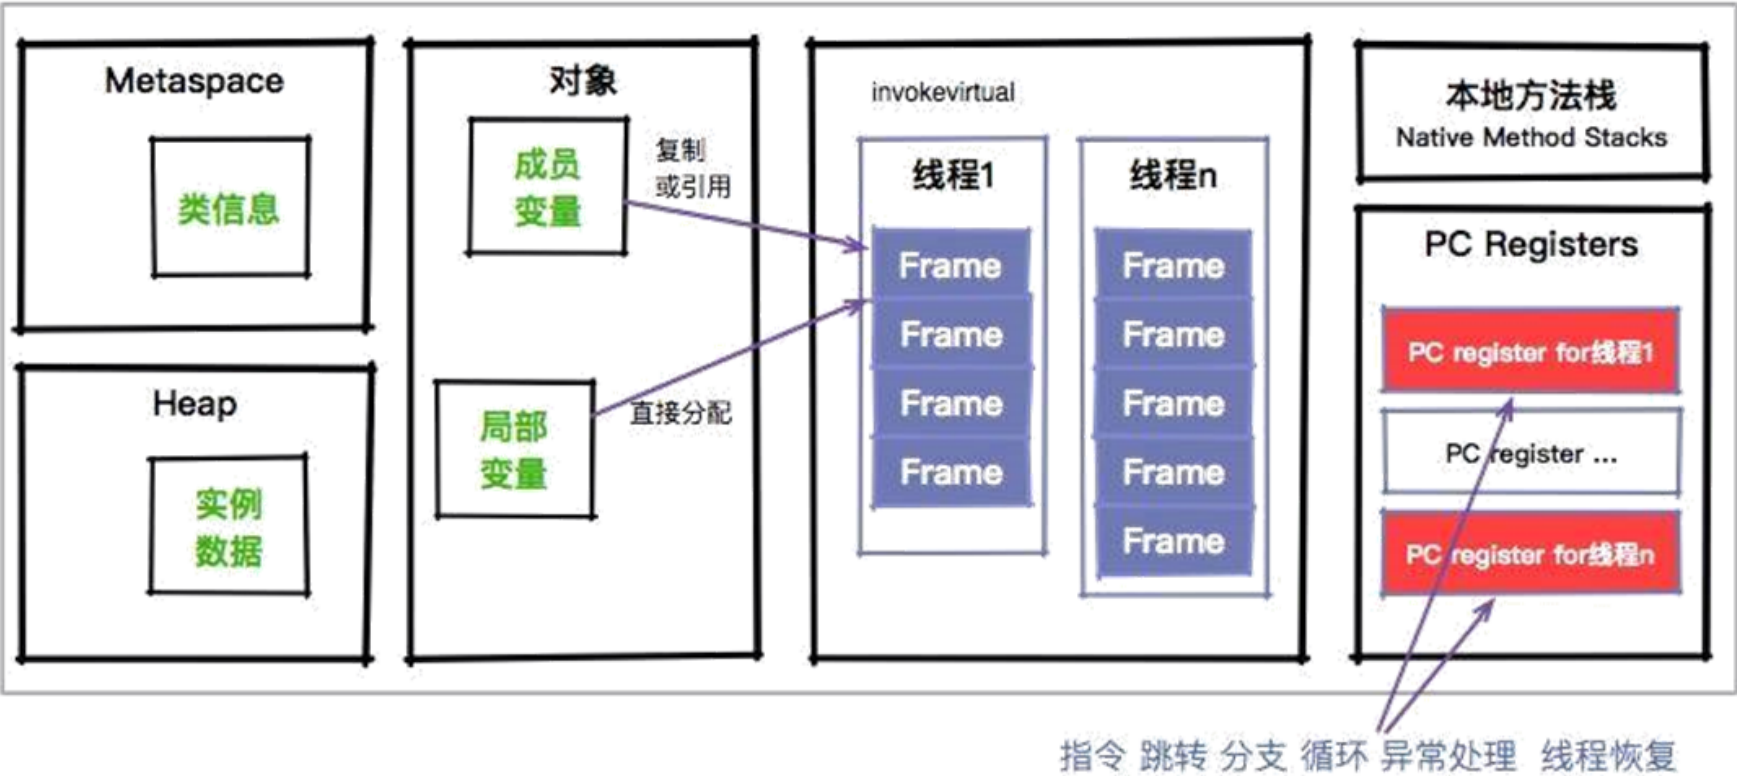 Metaspace
类信息
Heap
实例
数据
对象
成员
变量
复制
或引用
局部
变量
直接分配
invokevirtual
线程1
Frame
Frame
Frame
Frame
线程n
Frame
Frame
Frame
Frame
Frame
本地方法栈
Native Method Stacks
PC Registers
PC register for线程1
PC register ...
PC register for线程n
指令 跳转 分支 循环 异常处理 线程恢复